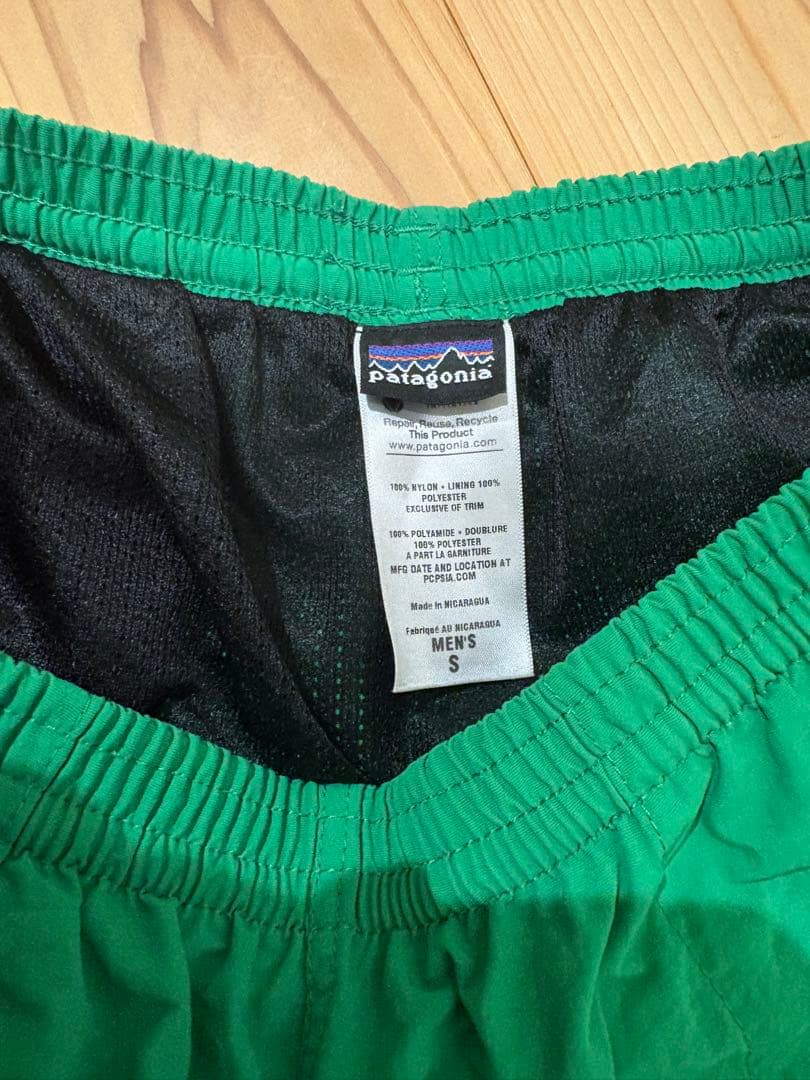 patagonia
Repair, Reuse, Recycle
This Product
www.patagonia.com
100% NYLON • LINING 100%
POLYESTER
EXCLUSIVE OF TRIM
100% POLYAMIDE • DOUBLURE
100% POLYESTER
A PART LA GARNITURE
MFG DATE AND LOCATION AT
PCPSIA.COM
Made in NICARAGUA
Fabriqué AU NICARAGUA
MEN'S
S